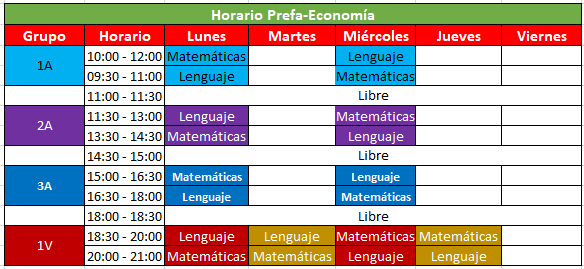 Horario Prefa-Economía
Grupo Horario Lunes Martes Miércoles Jueves Viernes
1A 10:00 - 12:00 Matemáticas Lenguaje
09:30 - 11:00 Lenguaje Matemáticas
11:00 - 11:30 Libre
2A 11:30 - 13:00 Lenguaje Matemáticas
13:30 - 14:30 Matemáticas Lenguaje
14:30 - 15:00 Libre
3A 15:00 - 16:30 Matemáticas Lenguaje
16:30 - 18:00 Lenguaje Matemáticas
18:00 - 18:30 Libre
1V 18:30 - 20:00 Lenguaje Lenguaje Matemáticas Matemáticas
20:00 - 21:00 Matemáticas Matemáticas Lenguaje Lenguaje